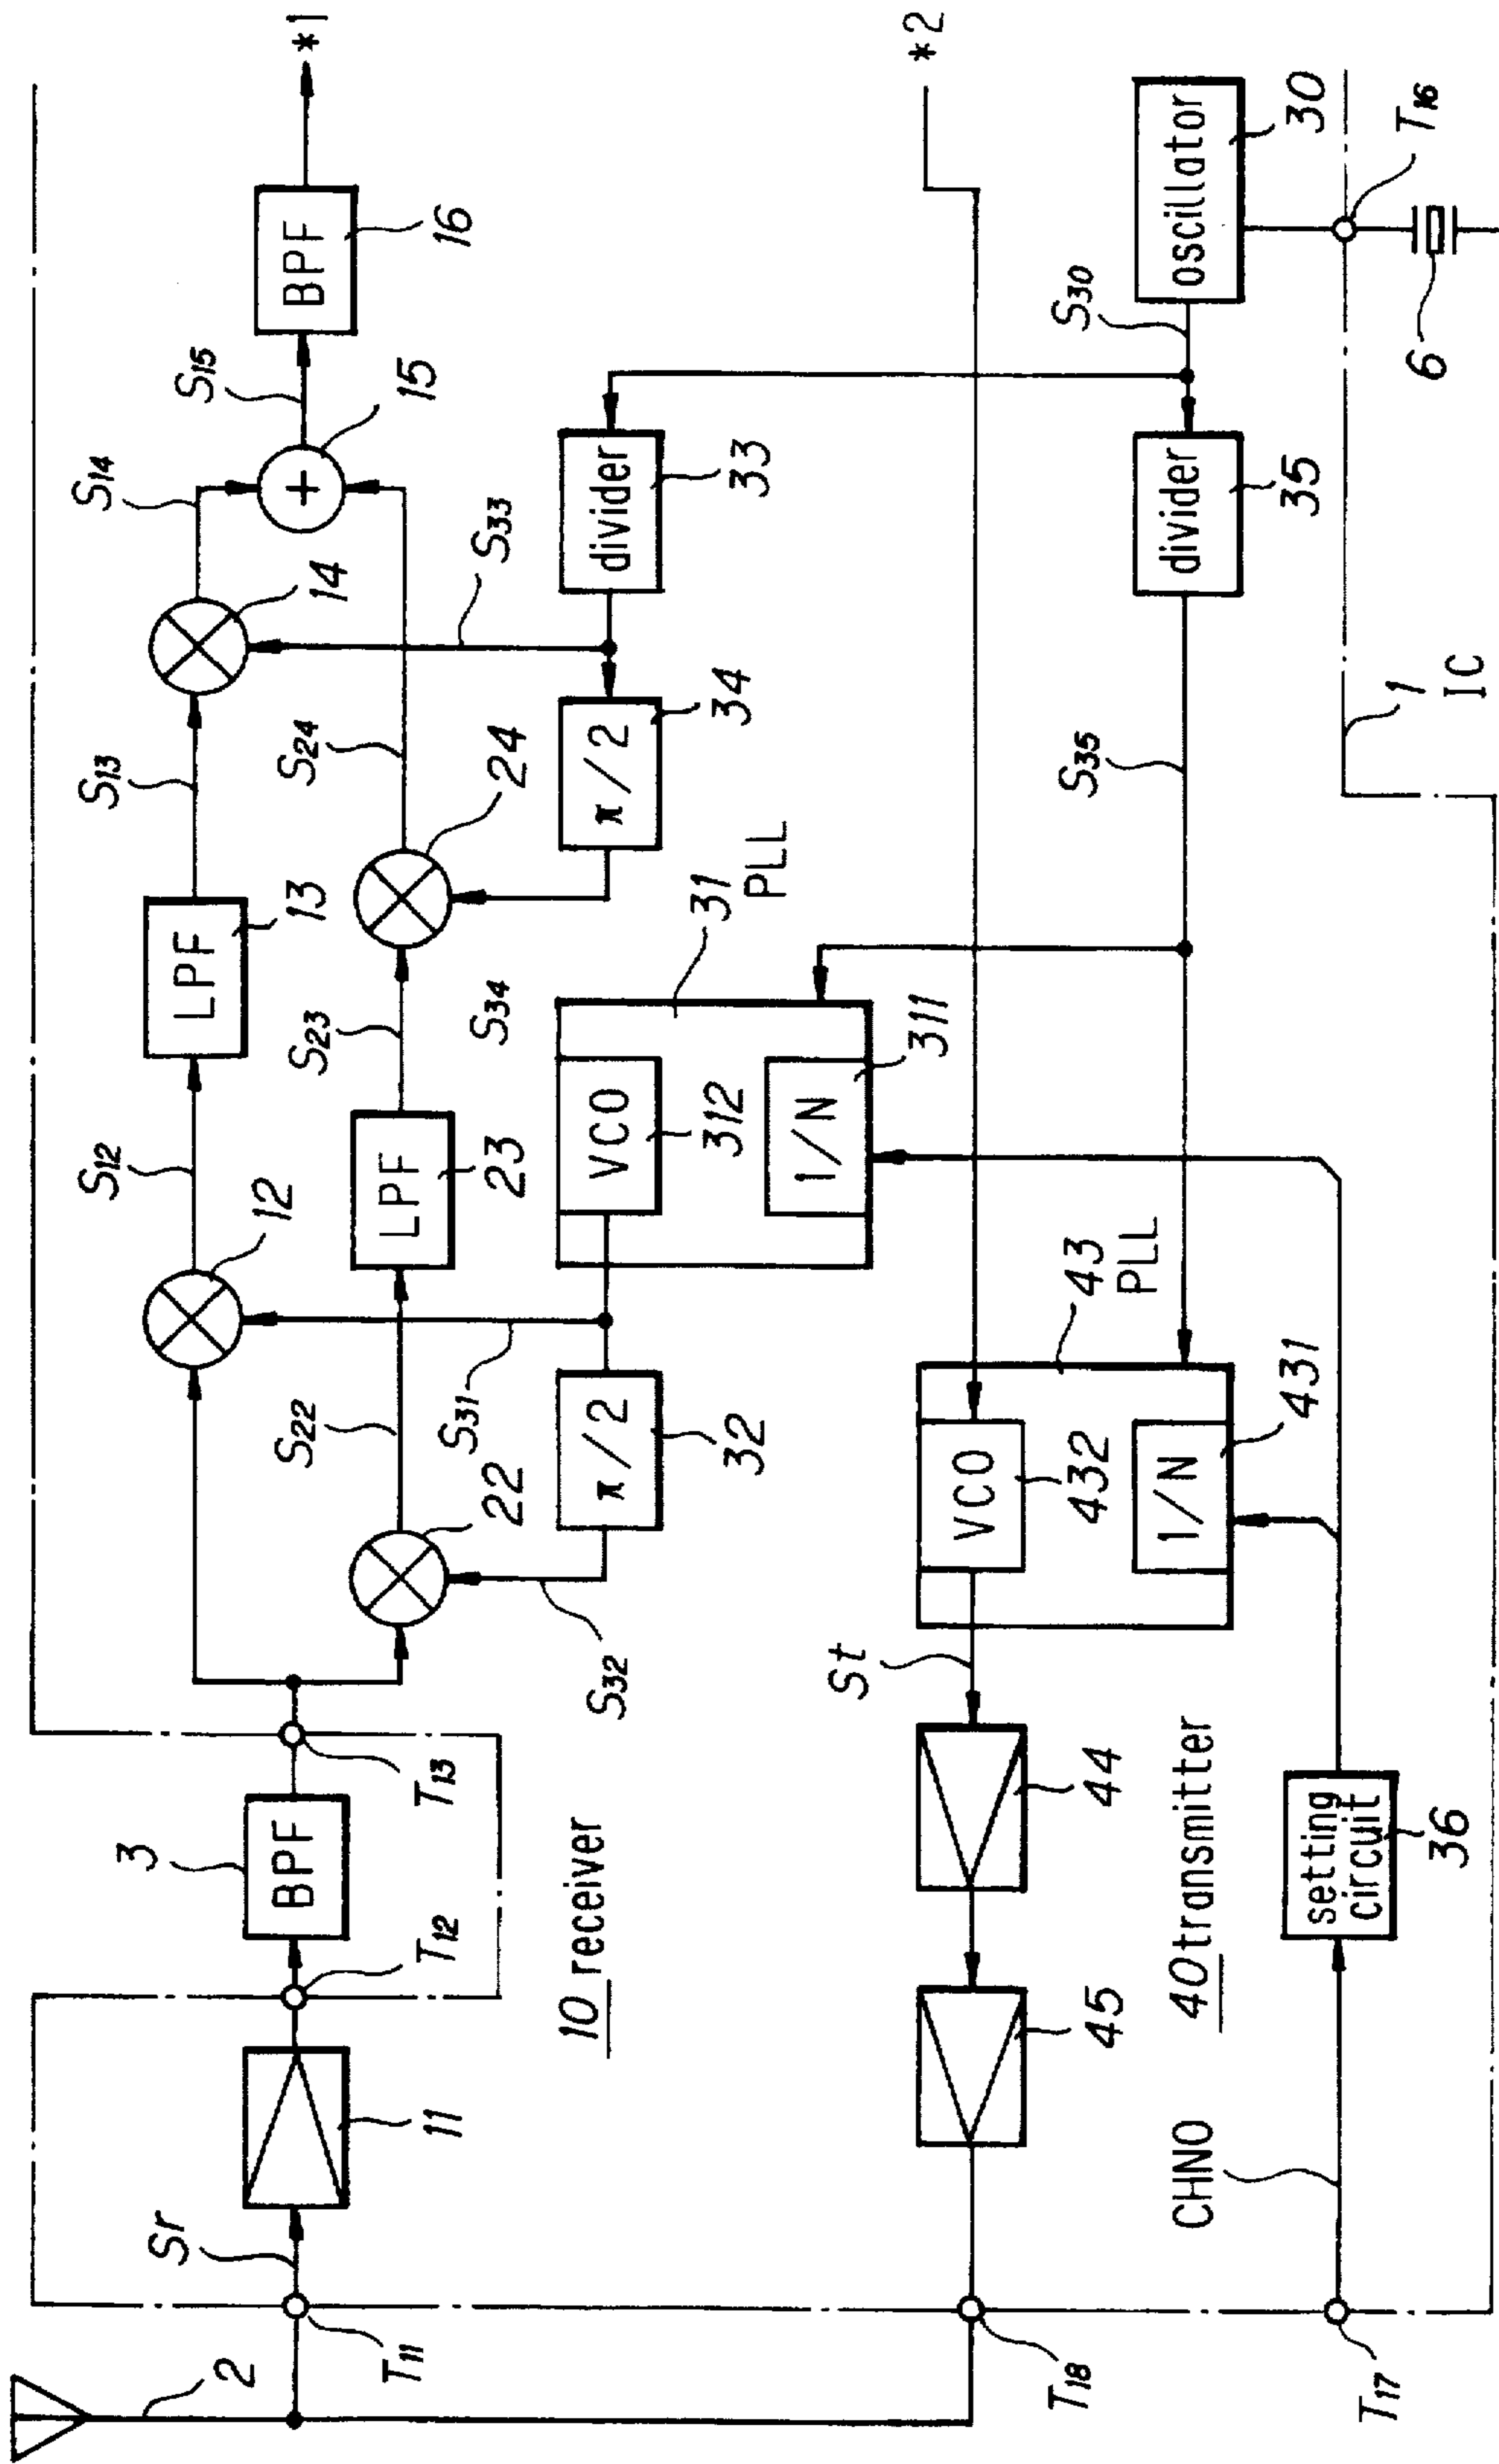 2
T11
Sr
11
T12
3
BPF
T13
10 receiver
12
S12
LPF
13
S13
14
S14
15
S15
BPF
16
*1
22
S22
LPF
23
S23
24
S24
S32
π/2
32
S31
VCO
312
1/N
311
31
PLL
S34
π/2
34
S33
divider
33
*2
T18
45
44
St
40 transmitter
VCO
432
1/N
431
43
PLL
S35
divider
35
S30
oscillator
30
T17
CHNO
setting
circuit
36
1
IC
T16
6